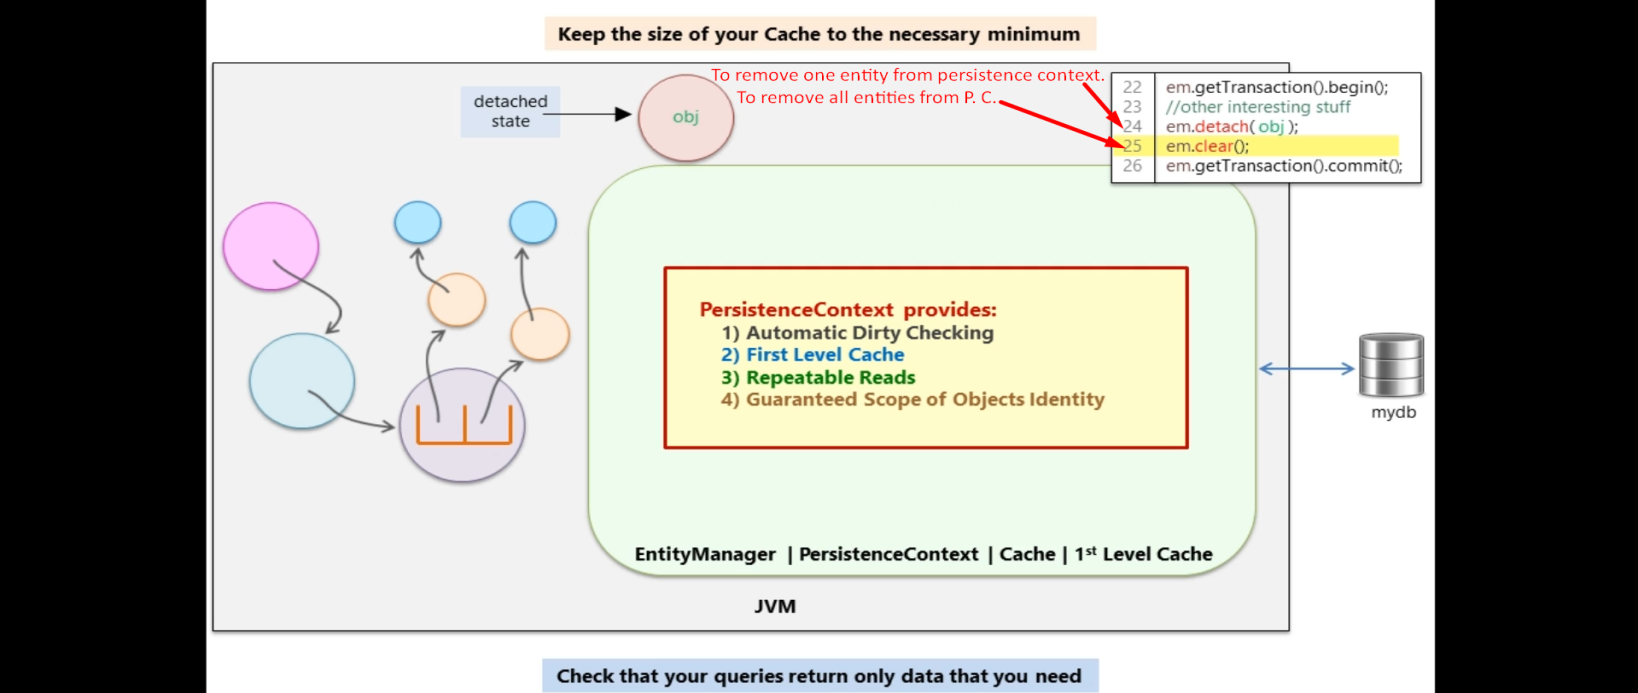 Keep the size of your Cache to the necessary minimum
To remove one entity from persistence context.
To remove all entities from P. C.
detached
state
obj
22 em.getTransaction().begin();
23 //other interesting stuff
24 em.detach( obj );
25 em.clear();
26 em.getTransaction().commit();
PersistenceContext provides:
1) Automatic Dirty Checking
2) First Level Cache
3) Repeatable Reads
4) Guaranteed Scope of Objects Identity
mydb
EntityManager | PersistenceContext | Cache | 1st Level Cache
JVM
Check that your queries return only data that you need